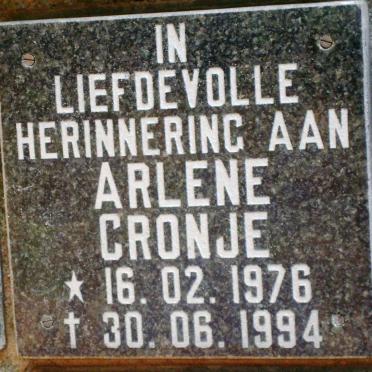 IN
LIEFDEVOLLE
HERINNERING AAN
ARLENE
CRONJE
★ 16. 02. 1976
✝ 30. 06. 1994